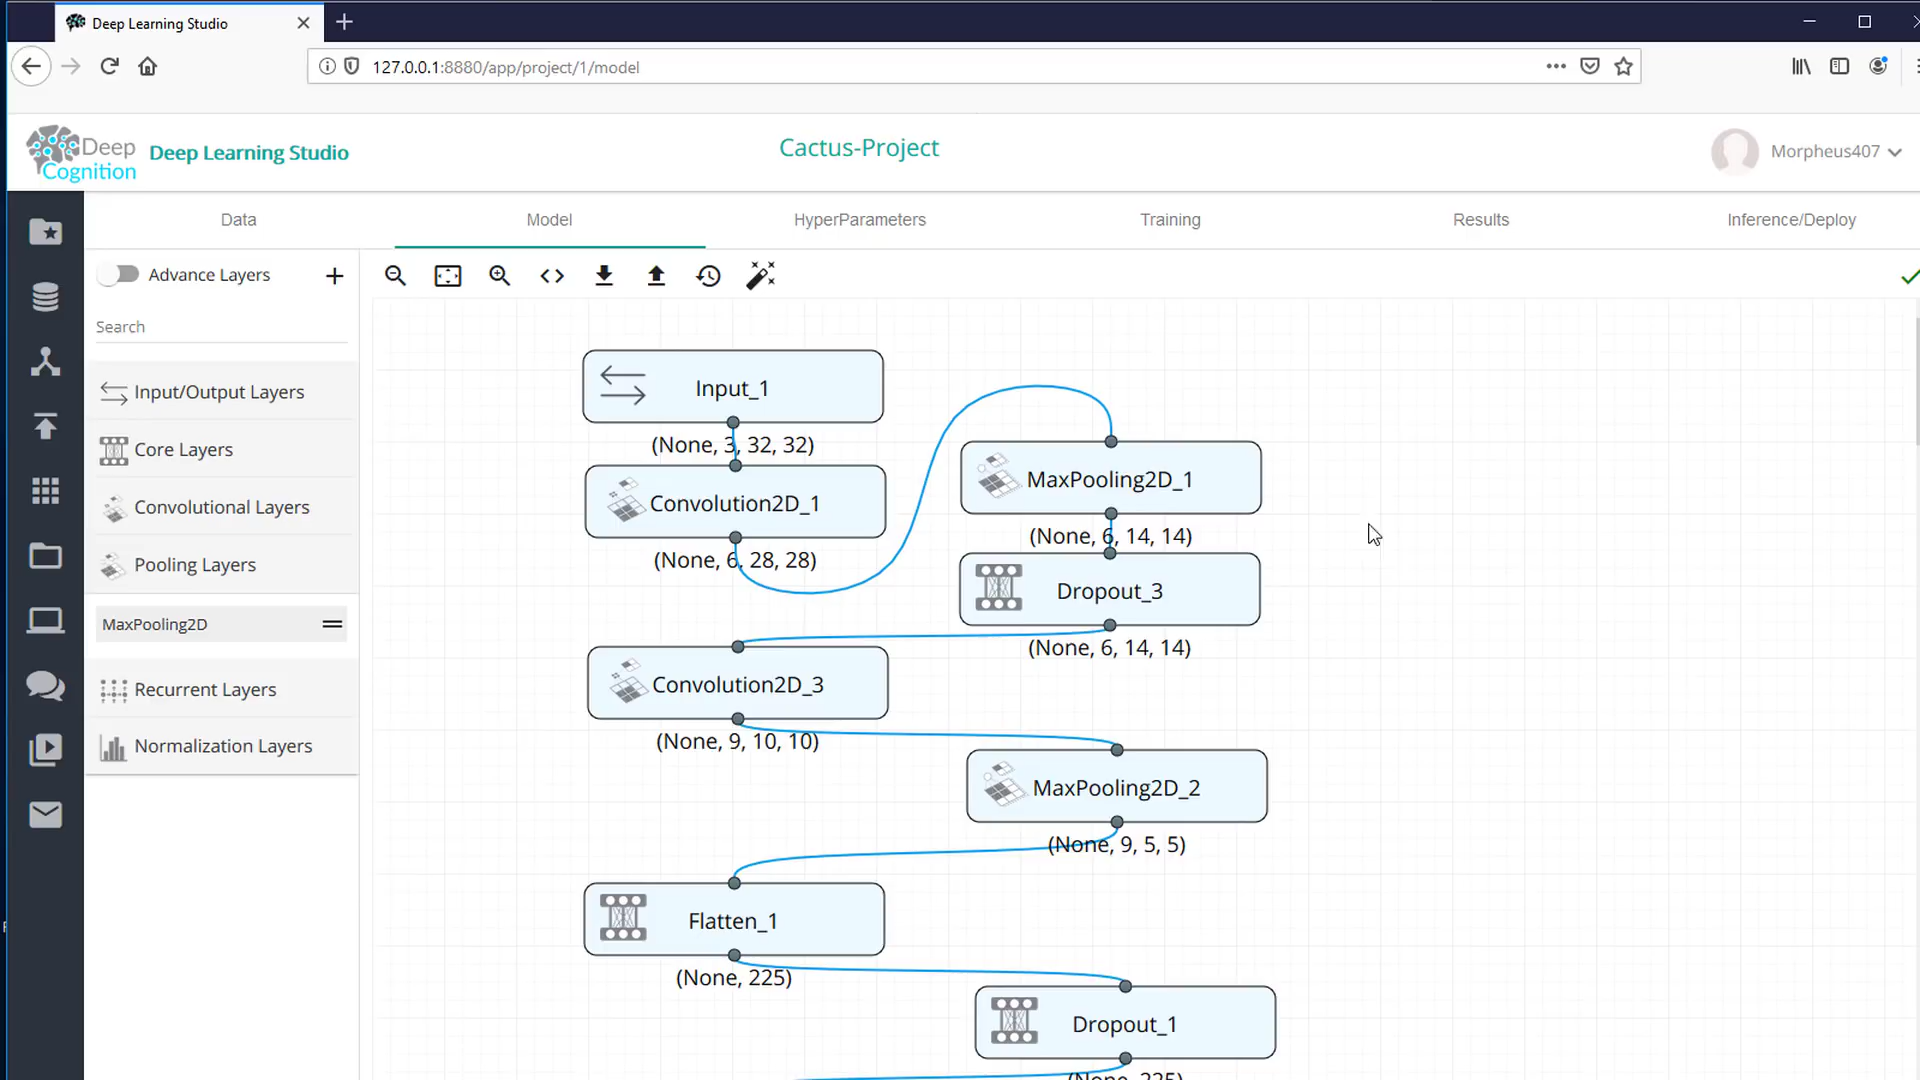 Deep Learning Studio
127.0.0.1:8880/app/project/1/model
Deep
Cognition
Deep Learning Studio
Cactus-Project
Morpheus407
Data
Model
HyperParameters
Training
Results
Inference/Deploy
Advance Layers
Search
Input/Output Layers
Core Layers
Convolutional Layers
Pooling Layers
MaxPooling2D
Recurrent Layers
Normalization Layers
Input_1
(None, 3, 32, 32)
Convolution2D_1
(None, 6, 28, 28)
MaxPooling2D_1
(None, 6, 14, 14)
Dropout_3
(None, 6, 14, 14)
Convolution2D_3
(None, 9, 10, 10)
MaxPooling2D_2
(None, 9, 5, 5)
Flatten_1
(None, 225)
Dropout_1
(None, 225)